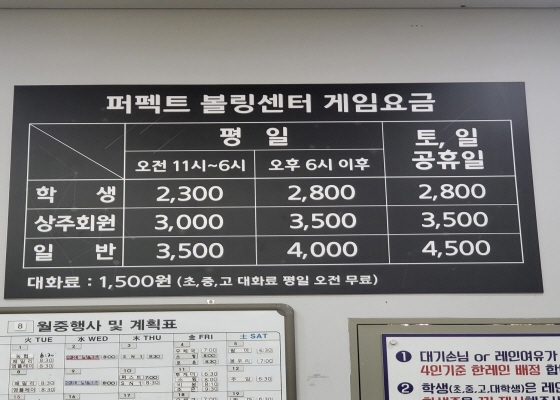 퍼펙트 볼링센터 게임요금
평 일
토, 일
공휴일
오전 11시~6시 오후 6시 이후
학 생 2,300 2,800 2,800
상주회원 3,000 3,500 3,500
일 반 3,500 4,000 4,500
대화료 : 1,500원 (초,중,고 대화료 평일 오전 무료)
8 월중행사 및 계획표
火 TUE 水 WED 木 THU 金 FRI 土 SAT
❶ 대기손님 or 레인여유가
4인기준 한레인 배정
❷ 학생(초,중,고,대학생)은